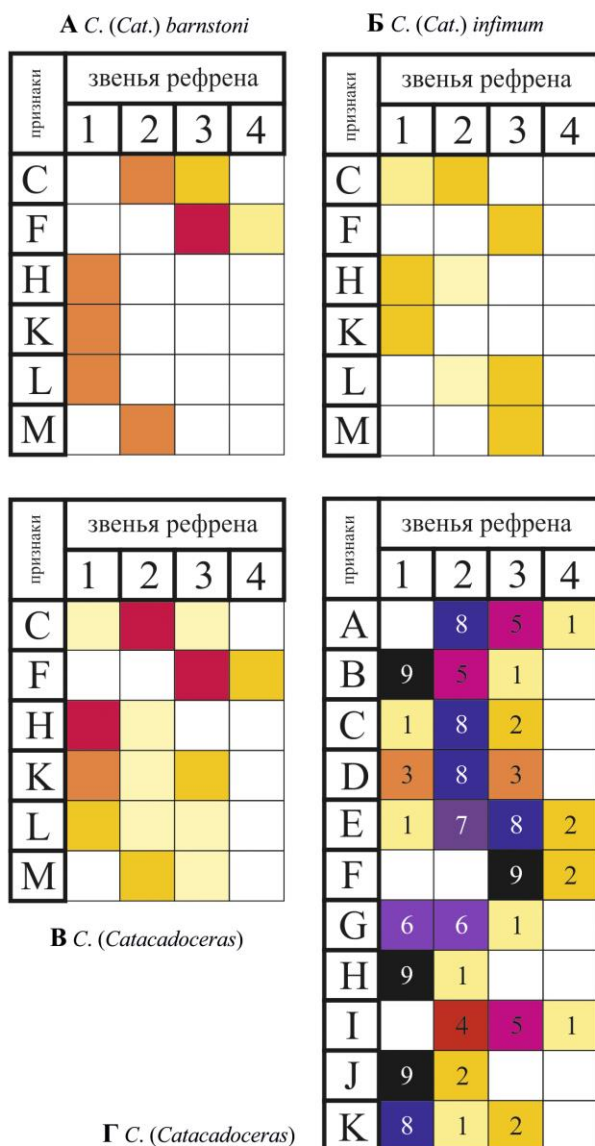 А C. (Cat.) barnstoni
признаки
звенья рефрена
1 2 3 4
C
F
H
K
L
M
Б C. (Cat.) infimum
признаки
звенья рефрена
1 2 3 4
C
F
H
K
L
M
признаки
звенья рефрена
1 2 3 4
C
F
H
K
L
M
В C. (Catacadoceras)
признаки
звенья рефрена
1 2 3 4
A 8 5 1
B 9 5 1
C 1 8 2
D 3 8 3
E 1 7 8 2
F 9 2
G 6 6 1
H 9 1
I 4 5 1
J 9 2
K 8 1 2
Г C. (Catacadoceras)